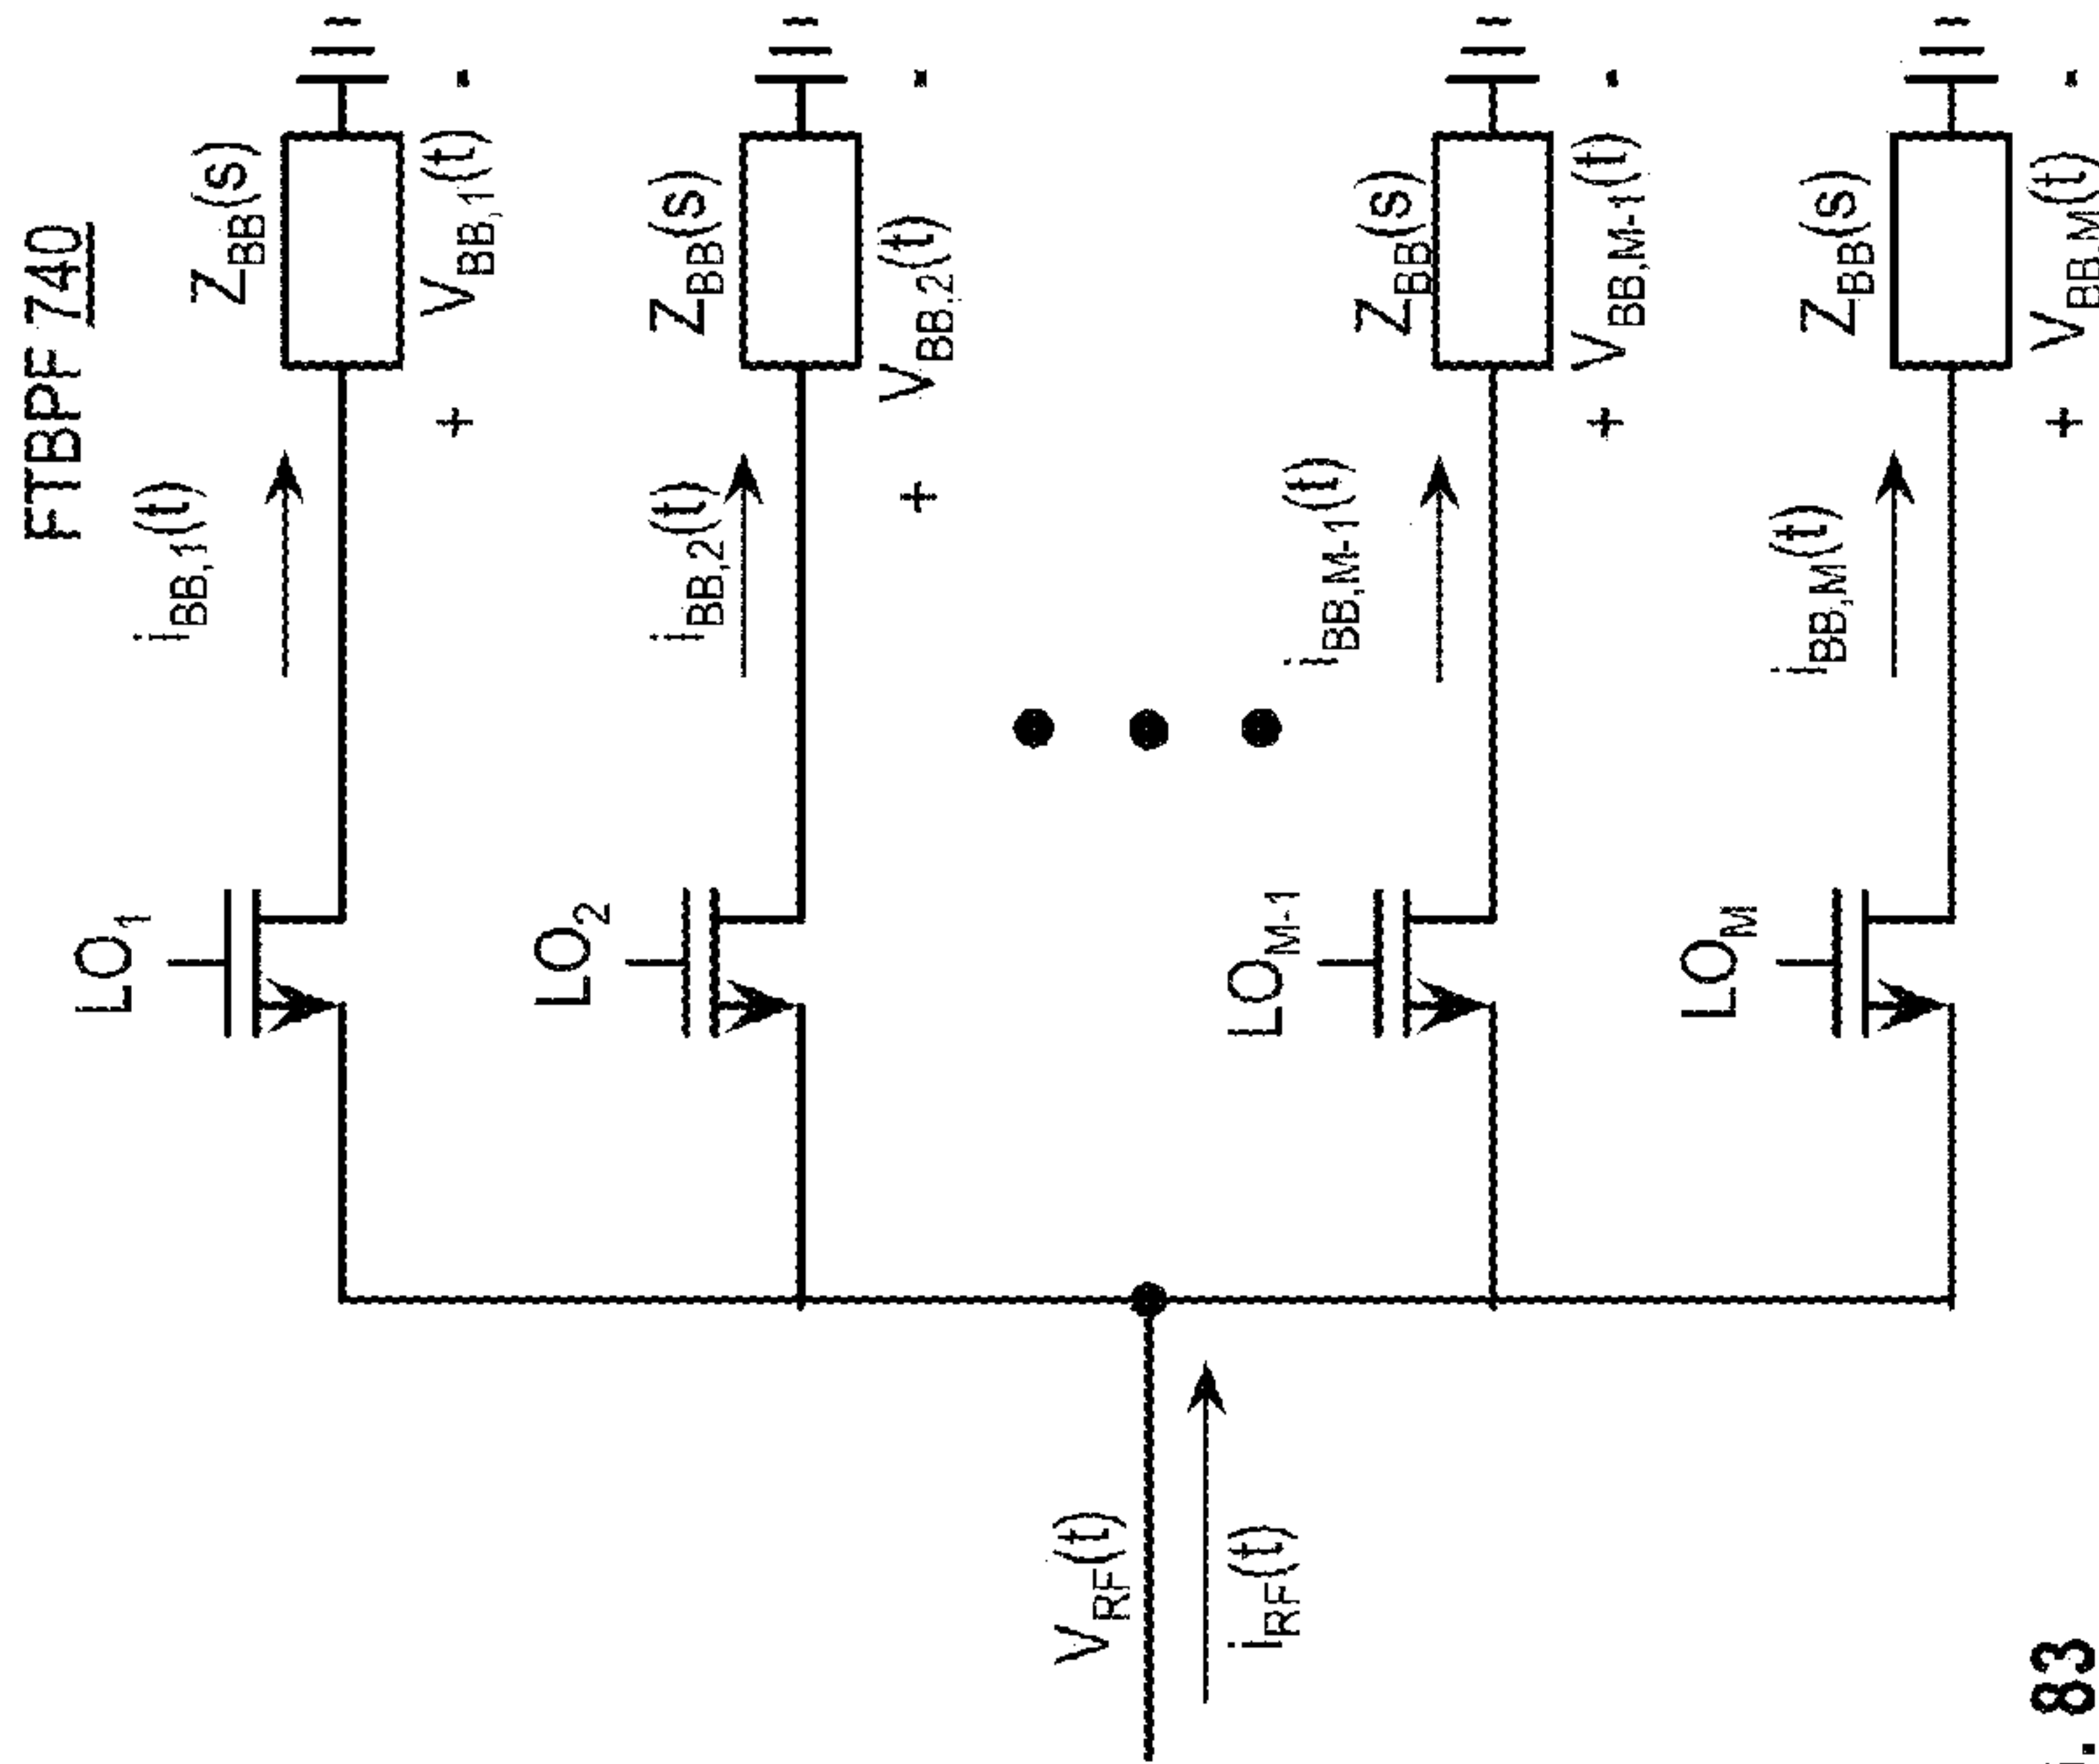 FTBPF 740
LO1
iBB,1(t)
ZBB(s)
+ VBB,1(t) -
LO2
iBB,2(t)
ZBB(s)
+ VBB,2(t) -
VRF(t)
iRF(t)
LOM-1
iBB,M-1(t)
ZBB(s)
+ VBB,M-1(t) -
LOM
iBB,M(t)
ZBB(s)
+ VBB,M(t) -
83